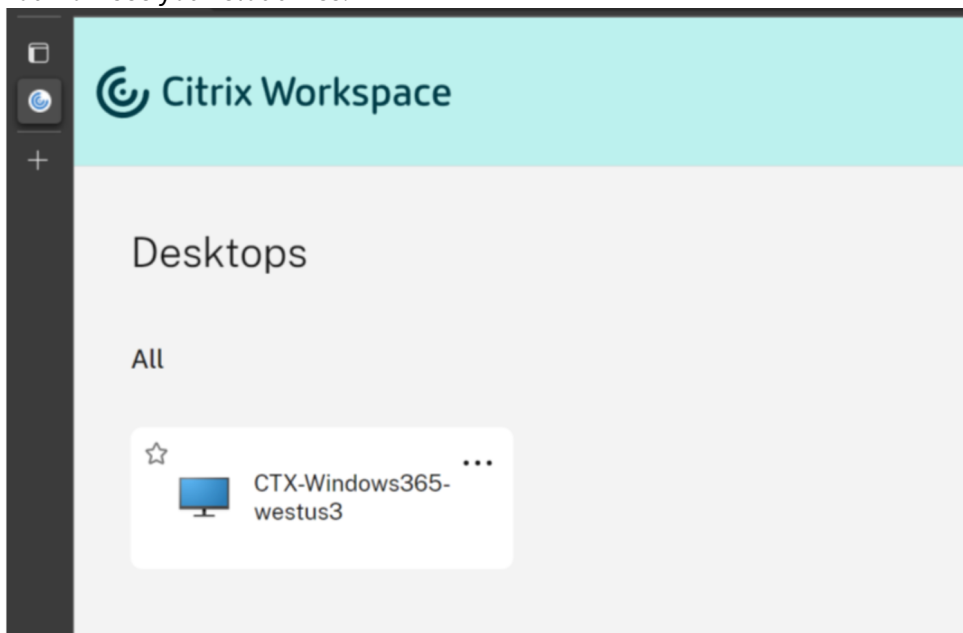 Citrix Workspace
Desktops
All
CTX-Windows365-
westus3